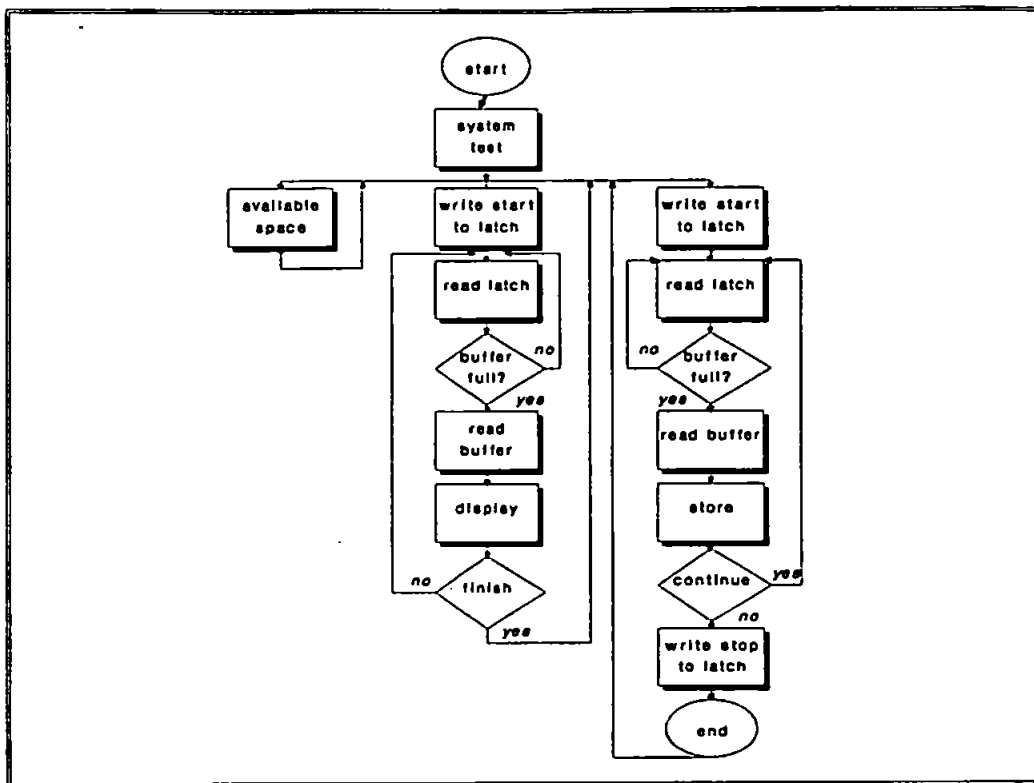 start
system
test
available
space
write start
to latch
read latch
buffer
full?
no
yes
read
buffer
display
finish
no
yes
write start
to latch
read latch
buffer
full?
no
yes
read buffer
store
continue
yes
no
write stop
to latch
end